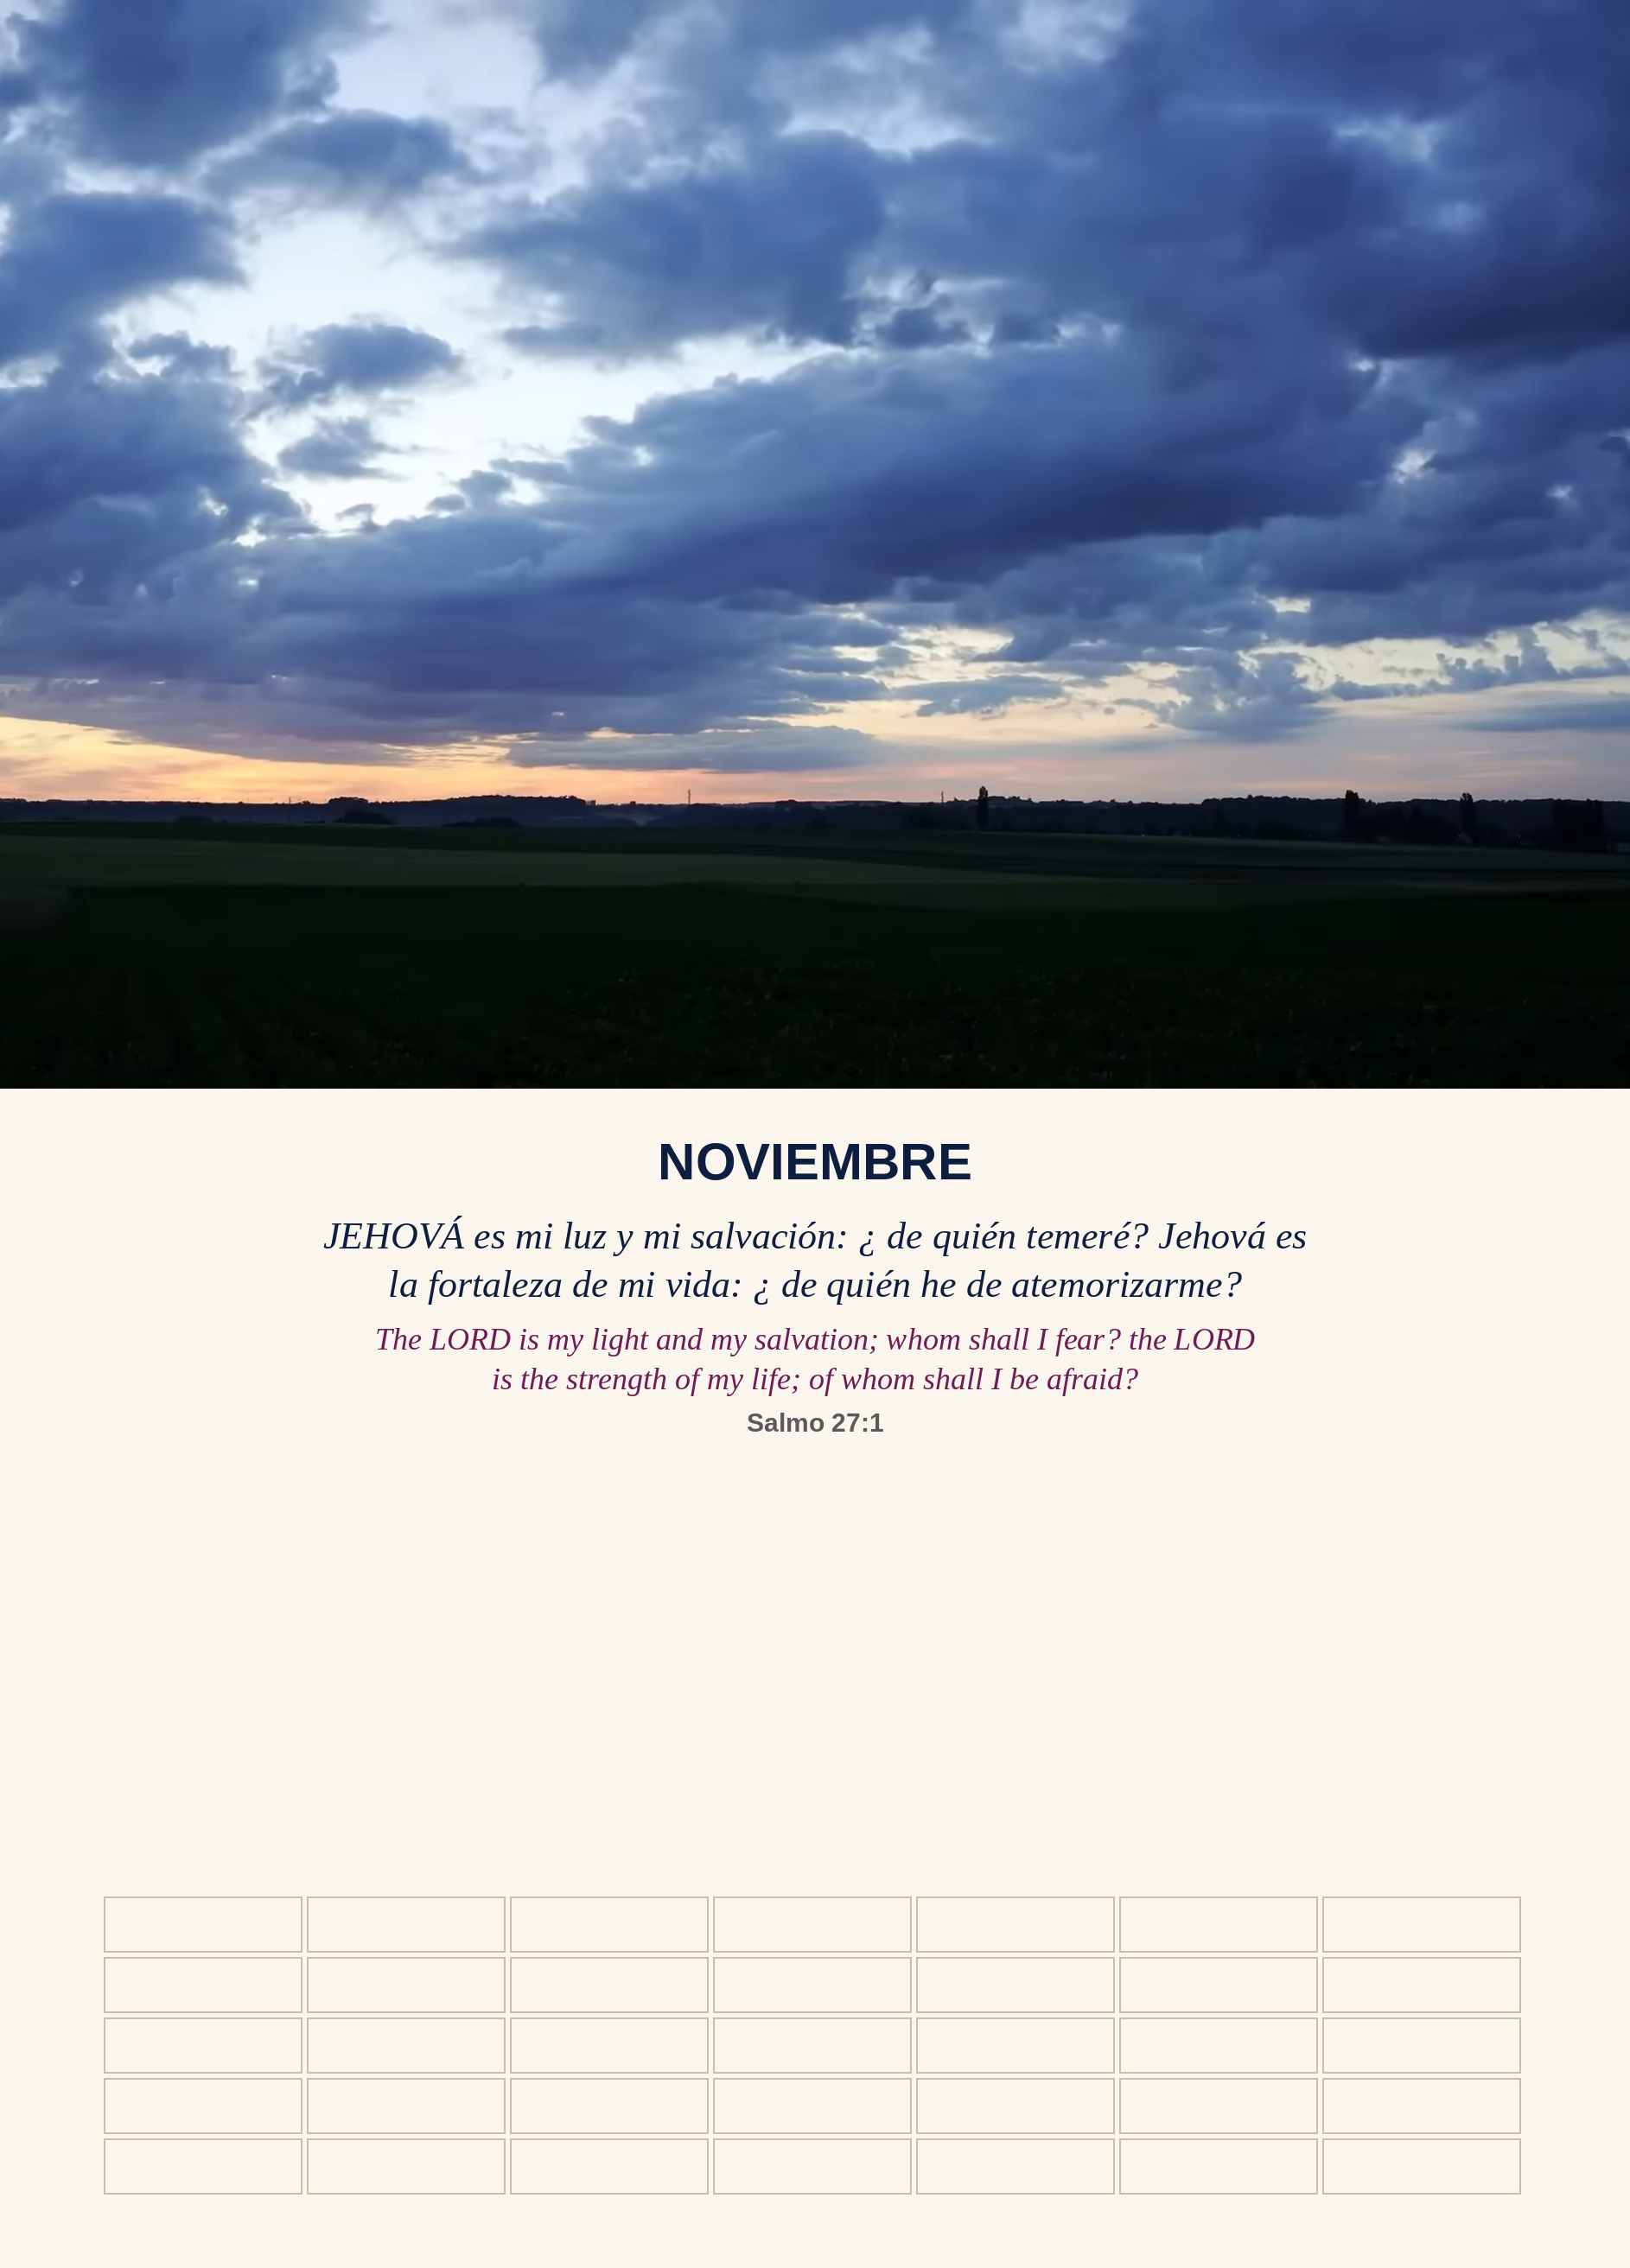 NOVIEMBRE
JEHOVÁ es mi luz y mi salvación: ¿ de quién temeré? Jehová es
la fortaleza de mi vida: ¿ de quién he de atemorizarme?
The LORD is my light and my salvation; whom shall I fear? the LORD
is the strength of my life; of whom shall I be afraid?
Salmo 27:1